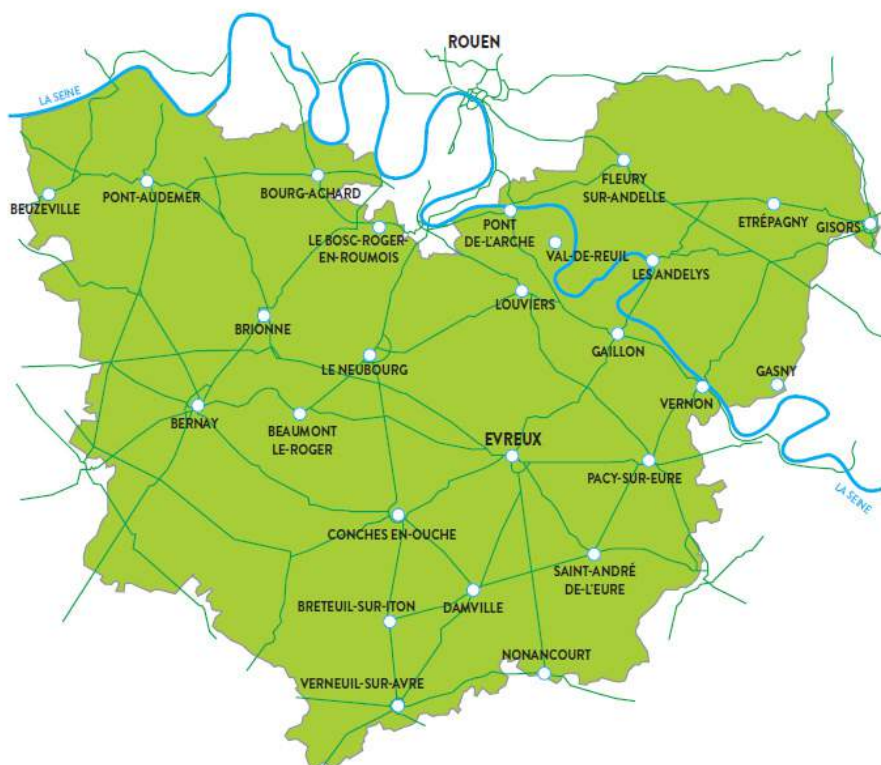 ROUEN
LA SEINE
FLEURY
SUR-ANDELLE
BEUZEVILLE
PONT-AUDEMER
BOURG-ACHARD
ETRÉPAGNY
GISORS
PONT
DE-L'ARCHE
LE BOSC-ROGER-
EN-ROUMOIS
VAL-DE-REUIL
LES ANDELYS
LOUVIERS
BRIONNE
GAILLON
LE NEUBOURG
GASNY
VERNON
BERNAY
BEAUMONT
LE-ROGER
EVREUX
PACY-SUR-EURE
LA SEINE
CONCHES EN-OUCHE
SAINT-ANDRÉ
DE-L'EURE
BRETEUIL-SUR-ITON
DAMVILLE
NONANCOURT
VERNEUIL-SUR-AVRE